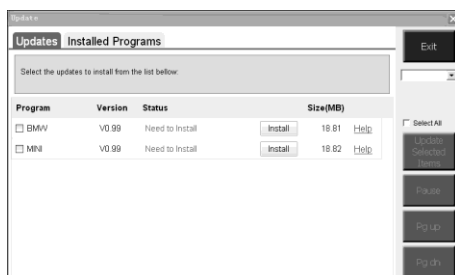 Update
Updates Installed Programs
Exit
Select the updates to install from the list bellow:
Program Version Status Size(MB)
Select All
BMW V0.99 Need to Install Install 18.81 Help
MINI V0.99 Need to Install Install 18.82 Help
Update
Selected
Items
Pause
Pg up
Pg dn